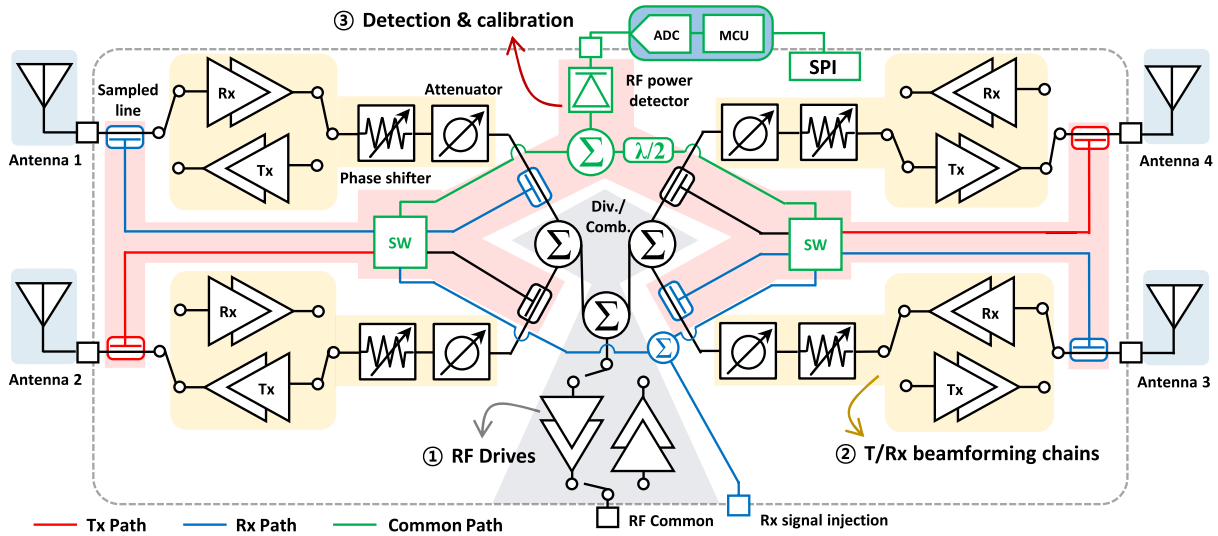 ③ Detection & calibration
ADC
MCU
SPI
RF power
detector
Sampled
line
Rx
Tx
Attenuator
Phase shifter
Antenna 1
Σ
λ/2
Rx
Tx
Antenna 4
Div./
Comb.
SW
Σ
Σ
SW
Σ
Σ
Rx
Tx
Antenna 2
Rx
Tx
Antenna 3
① RF Drives
② T/Rx beamforming chains
Tx Path
Rx Path
Common Path
RF Common
Rx signal injection